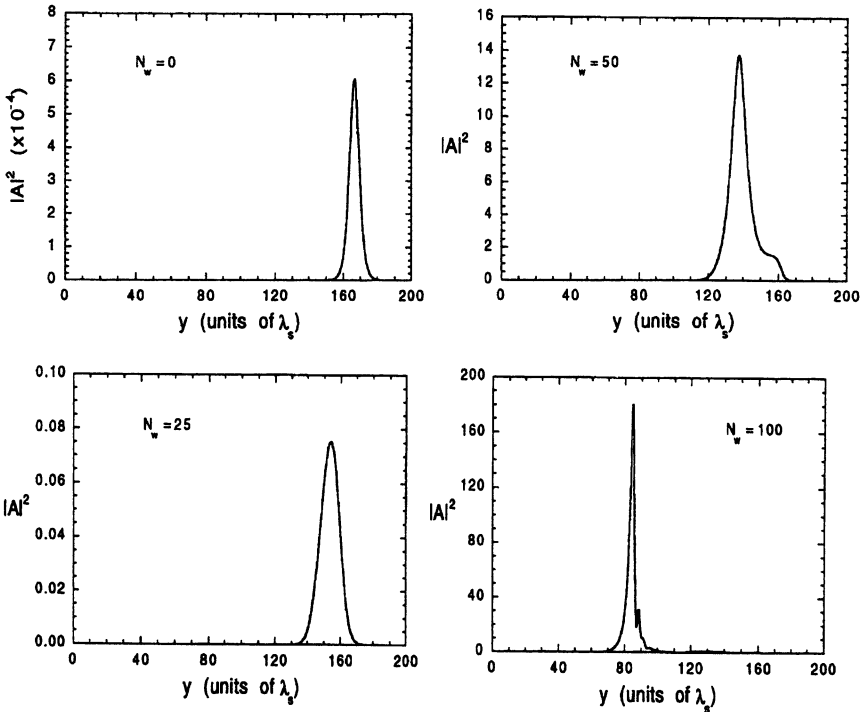 8
7
6
5
4
3
2
1
0
|A|² (x10⁻⁴)
N_w=0
0 40 80 120 160 200
y (units of λ_s)
16
14
12
10
8
6
4
2
0
|A|²
N_w=50
0 40 80 120 160 200
y (units of λ_s)
0.10
0.08
0.06
0.04
0.02
0.00
|A|²
N_w=25
0 40 80 120 160 200
y (units of λ_s)
200
160
120
80
40
0
|A|²
N_w=100
0 40 80 120 160 200
y (units of λ_s)